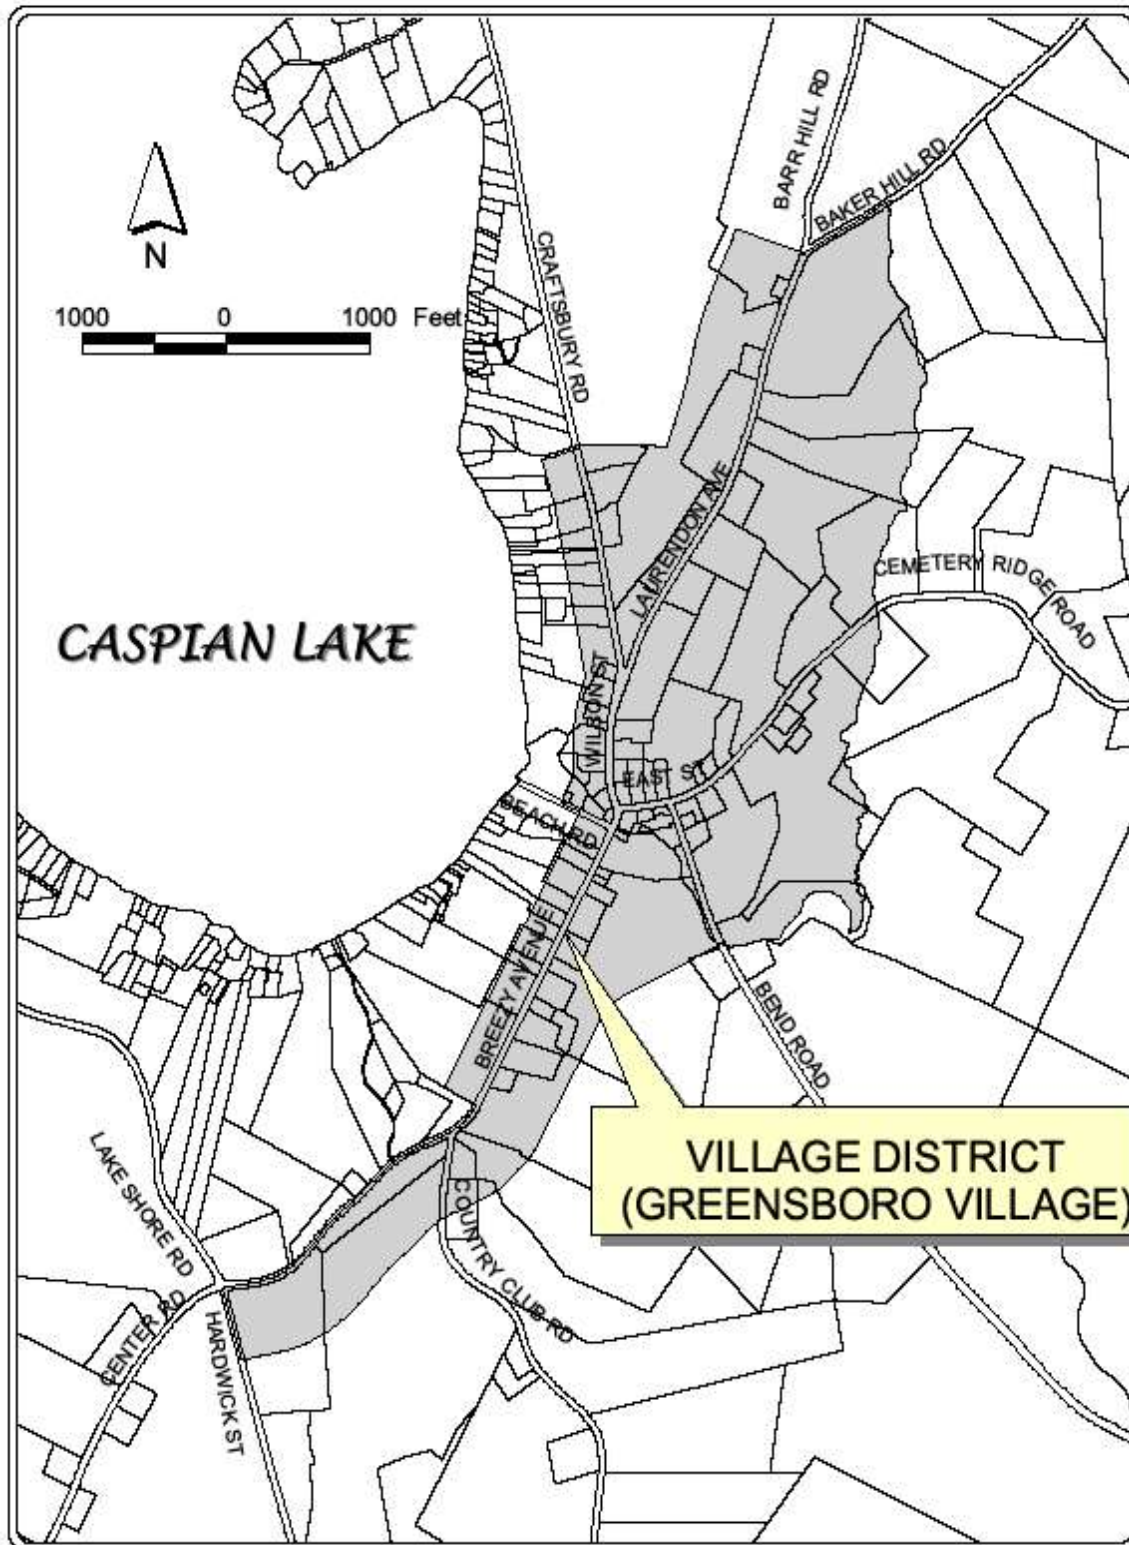 BARR HILL RD
BAKER HILL RD
N
CRAFTSBURY RD
1000 0 1000 Feet
LAURENDON AVE
CEMETERY RIDGE ROAD
CASPIAN LAKE
WILSON ST
EAST ST
BEACH RD
BREEZY AVENUE
BEND ROAD
VILLAGE DISTRICT
(GREENSBORO VILLAGE)
LAKE SHORE RD
COUNTRY CLUB RD
CENTER RD
HARDWICK ST